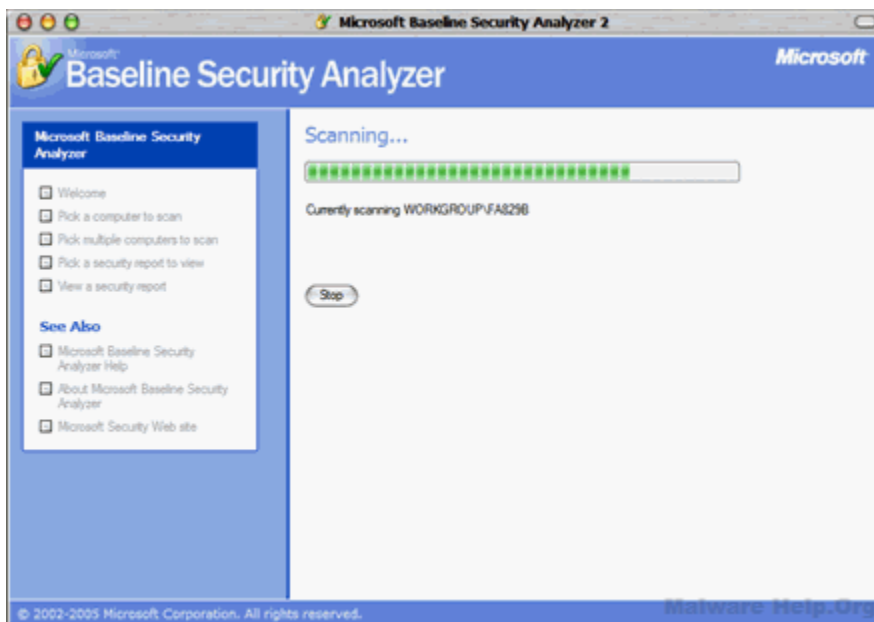 Microsoft Baseline Security Analyzer 2
Microsoft
Baseline Security Analyzer
Microsoft
Microsoft Baseline Security
Analyzer
Welcome
Pick a computer to scan
Pick multiple computers to scan
Pick a security report to view
View a security report
See Also
Microsoft Baseline Security
Analyzer Help
About Microsoft Baseline Security
Analyzer
Microsoft Security Web site
Scanning...
Currently scanning WORKGROUP\FA829B
Stop
© 2002-2005 Microsoft Corporation. All rights reserved.
Malware Help.Org